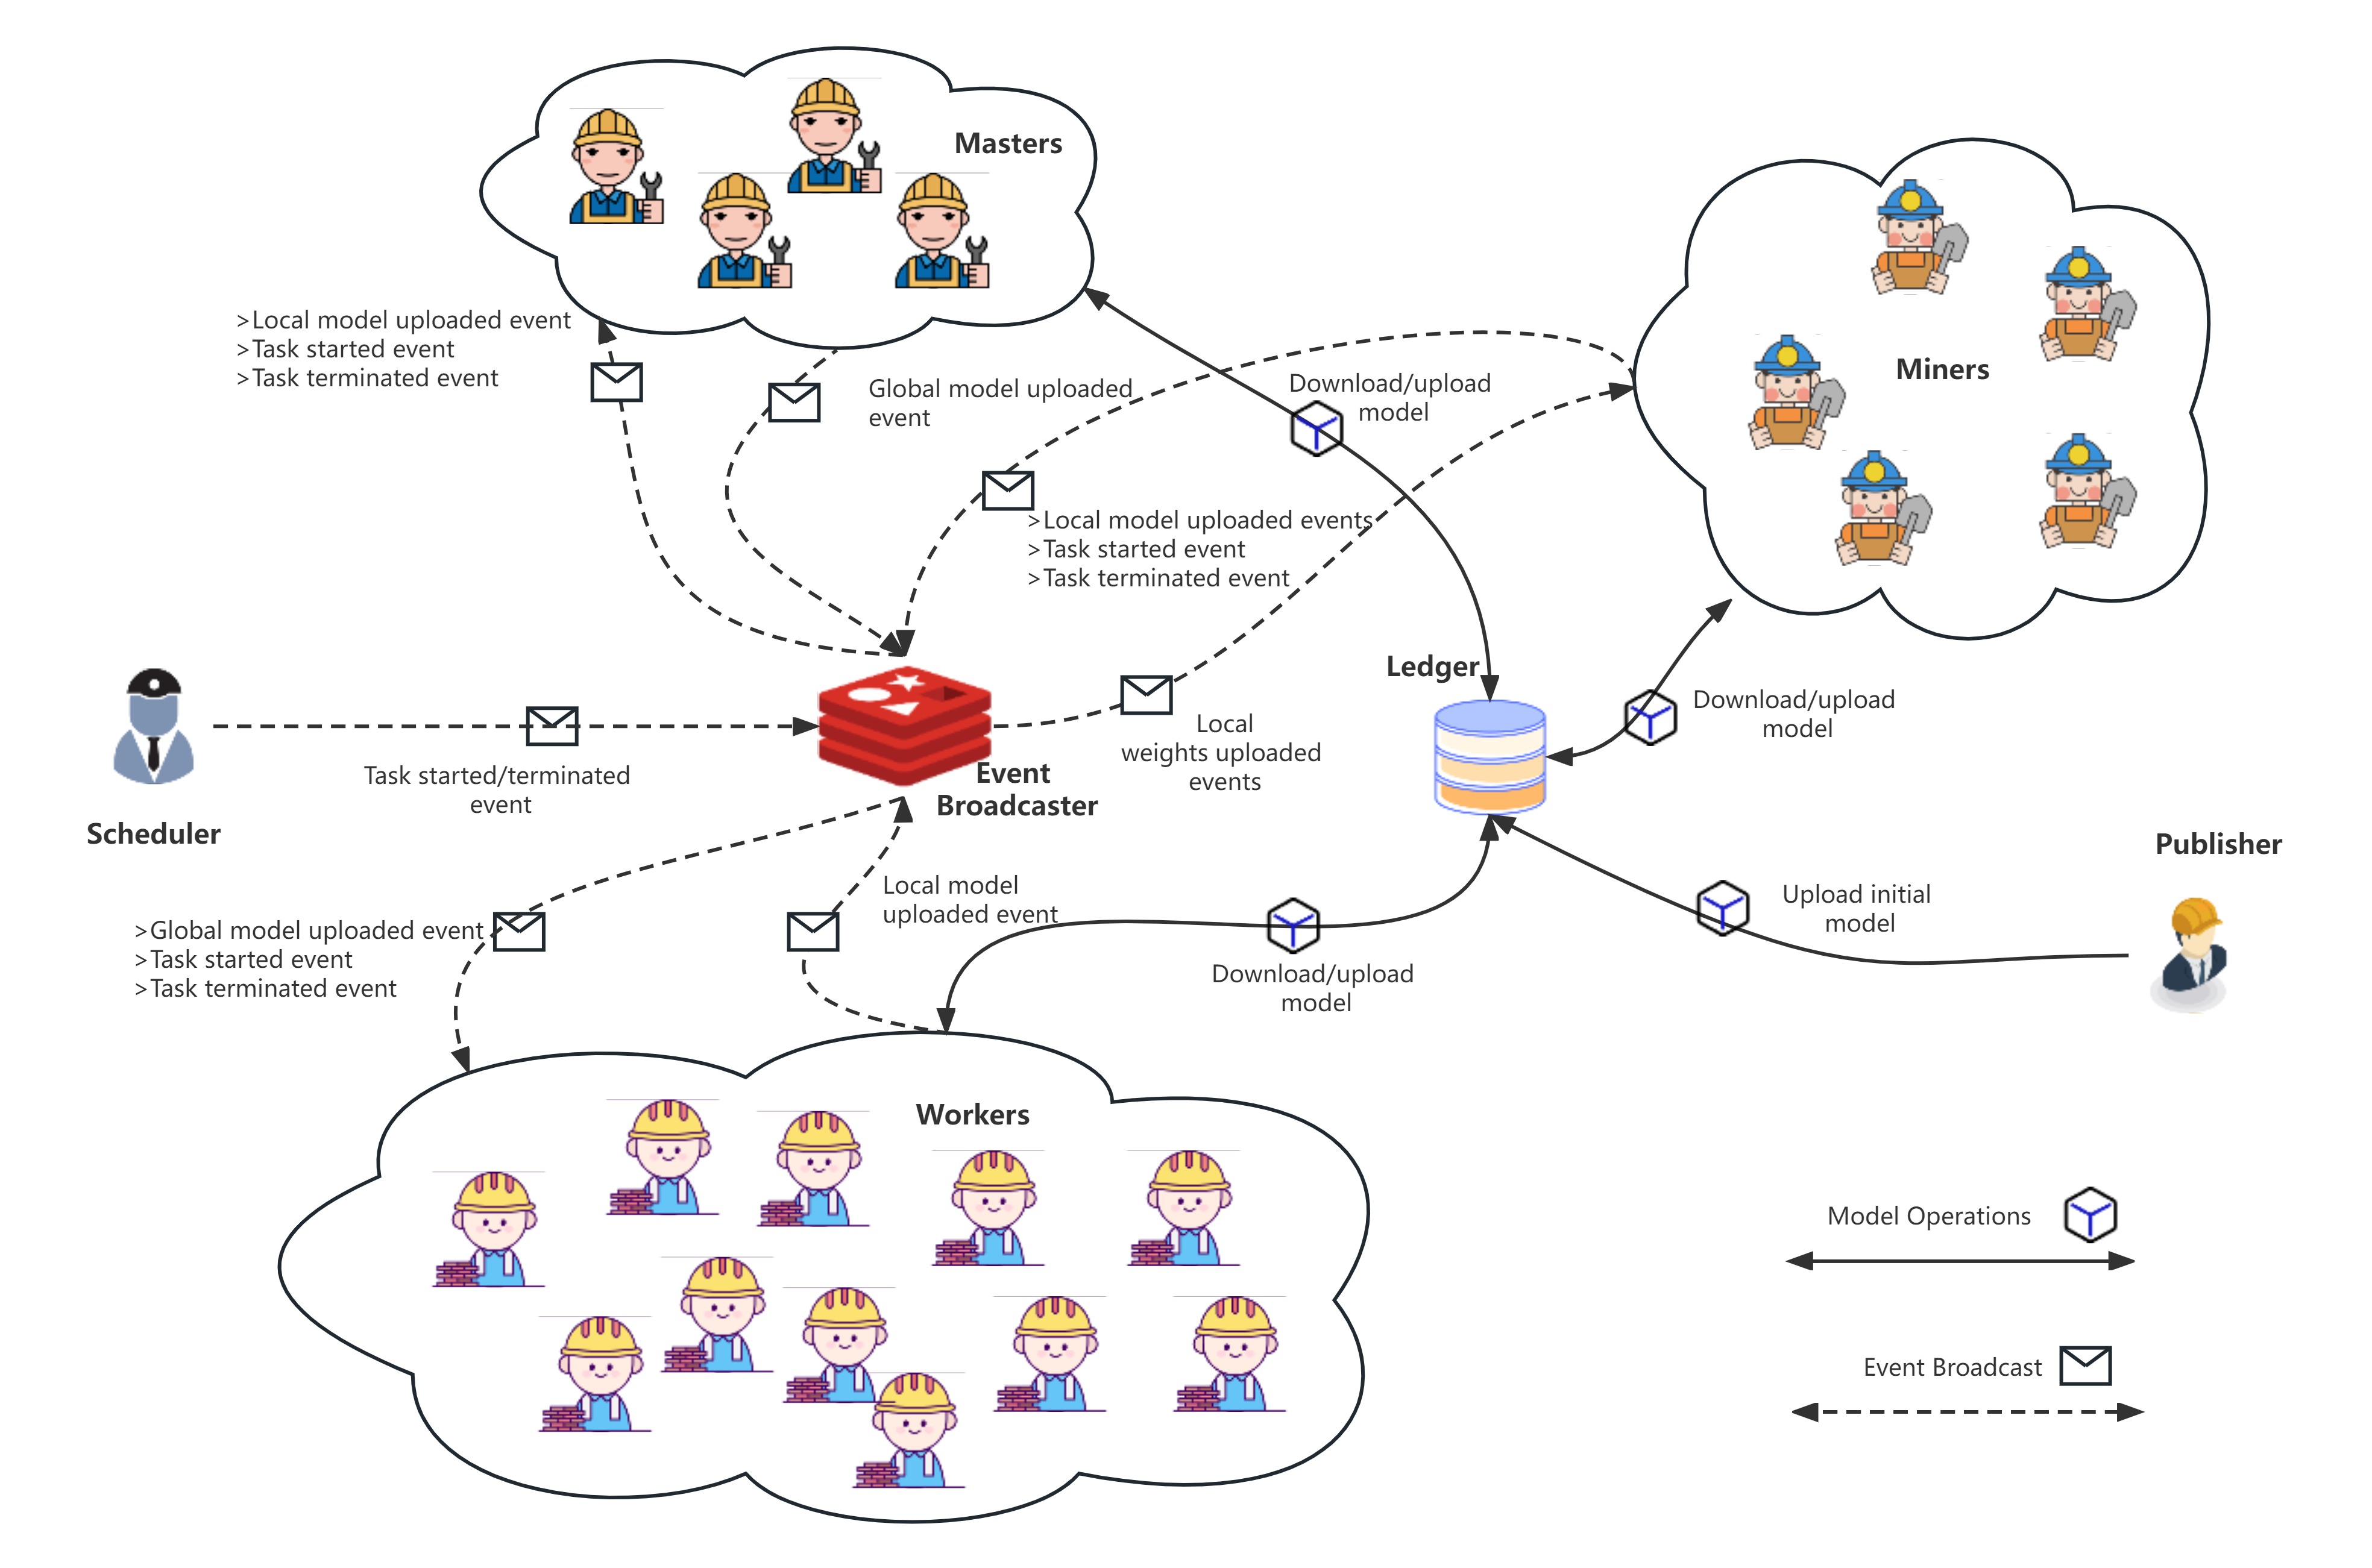 Masters
>Local model uploaded event
>Task started event
>Task terminated event
Global model uploaded
event
Download/upload
model
Miners
>Local model uploaded events
>Task started event
>Task terminated event
Ledger
Download/upload
model
Local
weights uploaded
events
Task started/terminated
event
Event
Broadcaster
Scheduler
Publisher
Local model
uploaded event
Upload initial
model
>Global model uploaded event
>Task started event
>Task terminated event
Download/upload
model
Workers
Model Operations
Event Broadcast